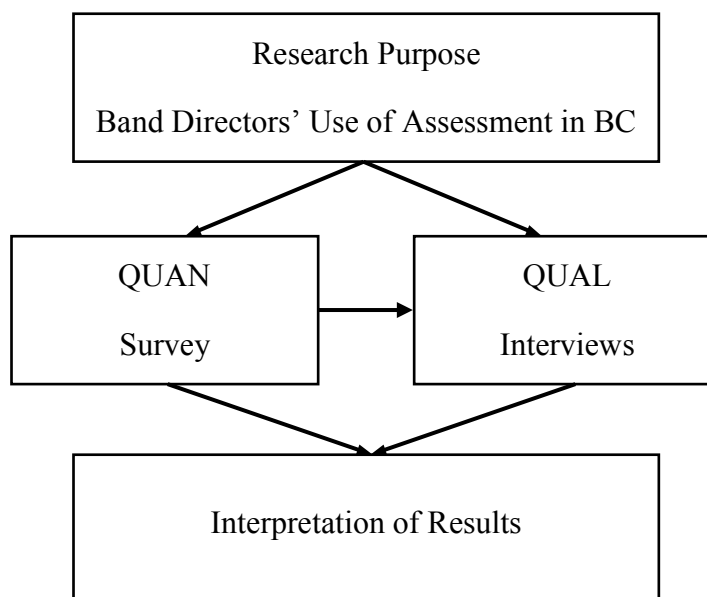 Research Purpose
Band Directors’ Use of Assessment in BC
QUAN
Survey
QUAL
Interviews
Interpretation of Results